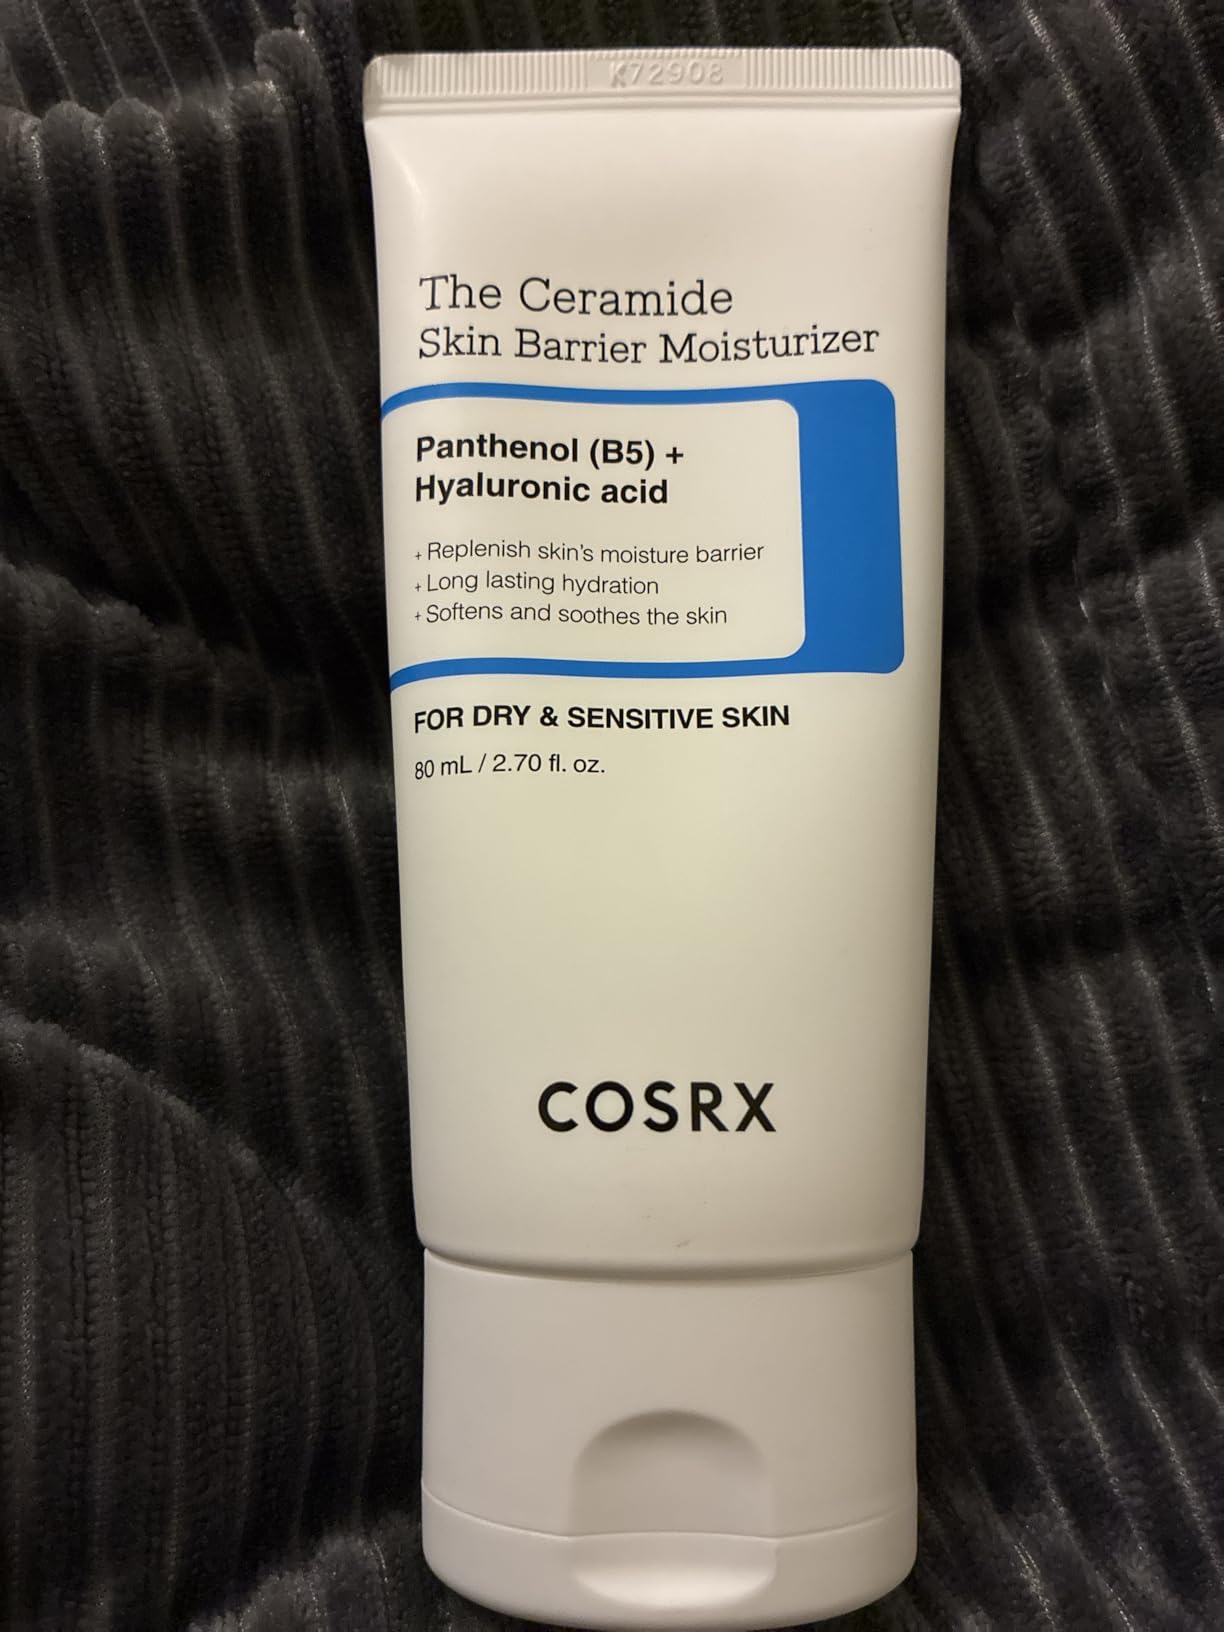 K72908
The Ceramide
Skin Barrier Moisturizer
Panthenol (B5) +
Hyaluronic acid
+ Replenish skin's moisture barrier
+ Long lasting hydration
+ Softens and soothes the skin
FOR DRY & SENSITIVE SKIN
80 mL / 2.70 fl. oz.
COSRX